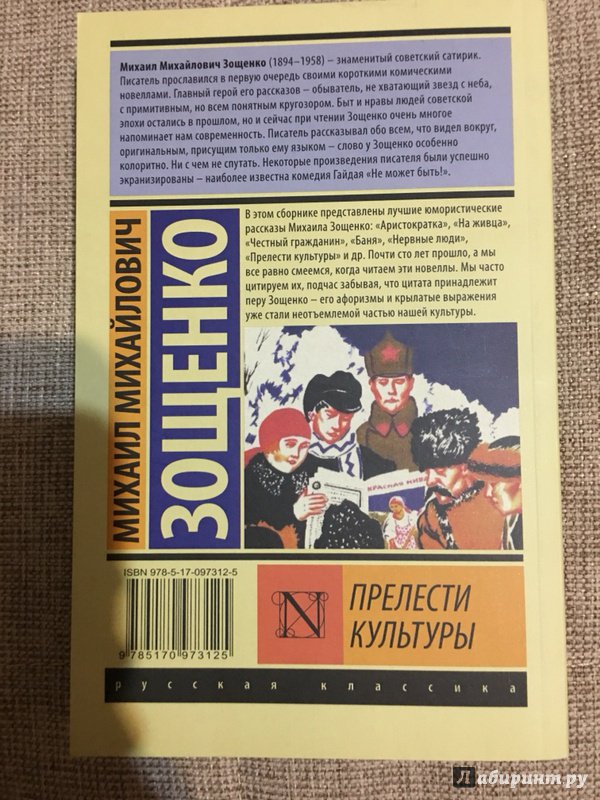 Михаил Михайлович Зощенко (1894–1958) – знаменитый советский сатирик.
Писатель прославился в первую очередь своими короткими комическими
новеллами. Главный герой его рассказов – обыватель, не хватающий звезд с неба,
с примитивным, но всем понятным кругозором. Быт и нравы людей советской
эпохи остались в прошлом, но и сейчас при чтении Зощенко очень многое
напоминает нам современность. Писатель рассказывал обо всем, что видел вокруг,
оригинальным, присущим только ему языком – слово у Зощенко особенно
колоритно. Ни с чем не спутать. Некоторые произведения писателя были успешно
экранизированы – наиболее известна комедия Гайдая «Не может быть!».
МИХАИЛ МИХАЙЛОВИЧ
ЗОЩЕНКО
В этом сборнике представлены лучшие юмористические
рассказы Михаила Зощенко: «Аристократка», «На живца»,
«Честный гражданин», «Баня», «Нервные люди»,
«Прелести культуры» и др. Почти сто лет прошло, а мы
все равно смеемся, когда читаем эти новеллы. Мы часто
цитируем их, подчас забывая, что цитата принадлежит
перу Зощенко – его афоризмы и крылатые выражения
уже стали неотъемлемой частью нашей культуры.
КРАСНАЯ НИВА
ISBN 978-5-17-097312-5
9 785170 973125
N
ПРЕЛЕСТИ
КУЛЬТУРЫ
русская классика
Лабиринт.ру